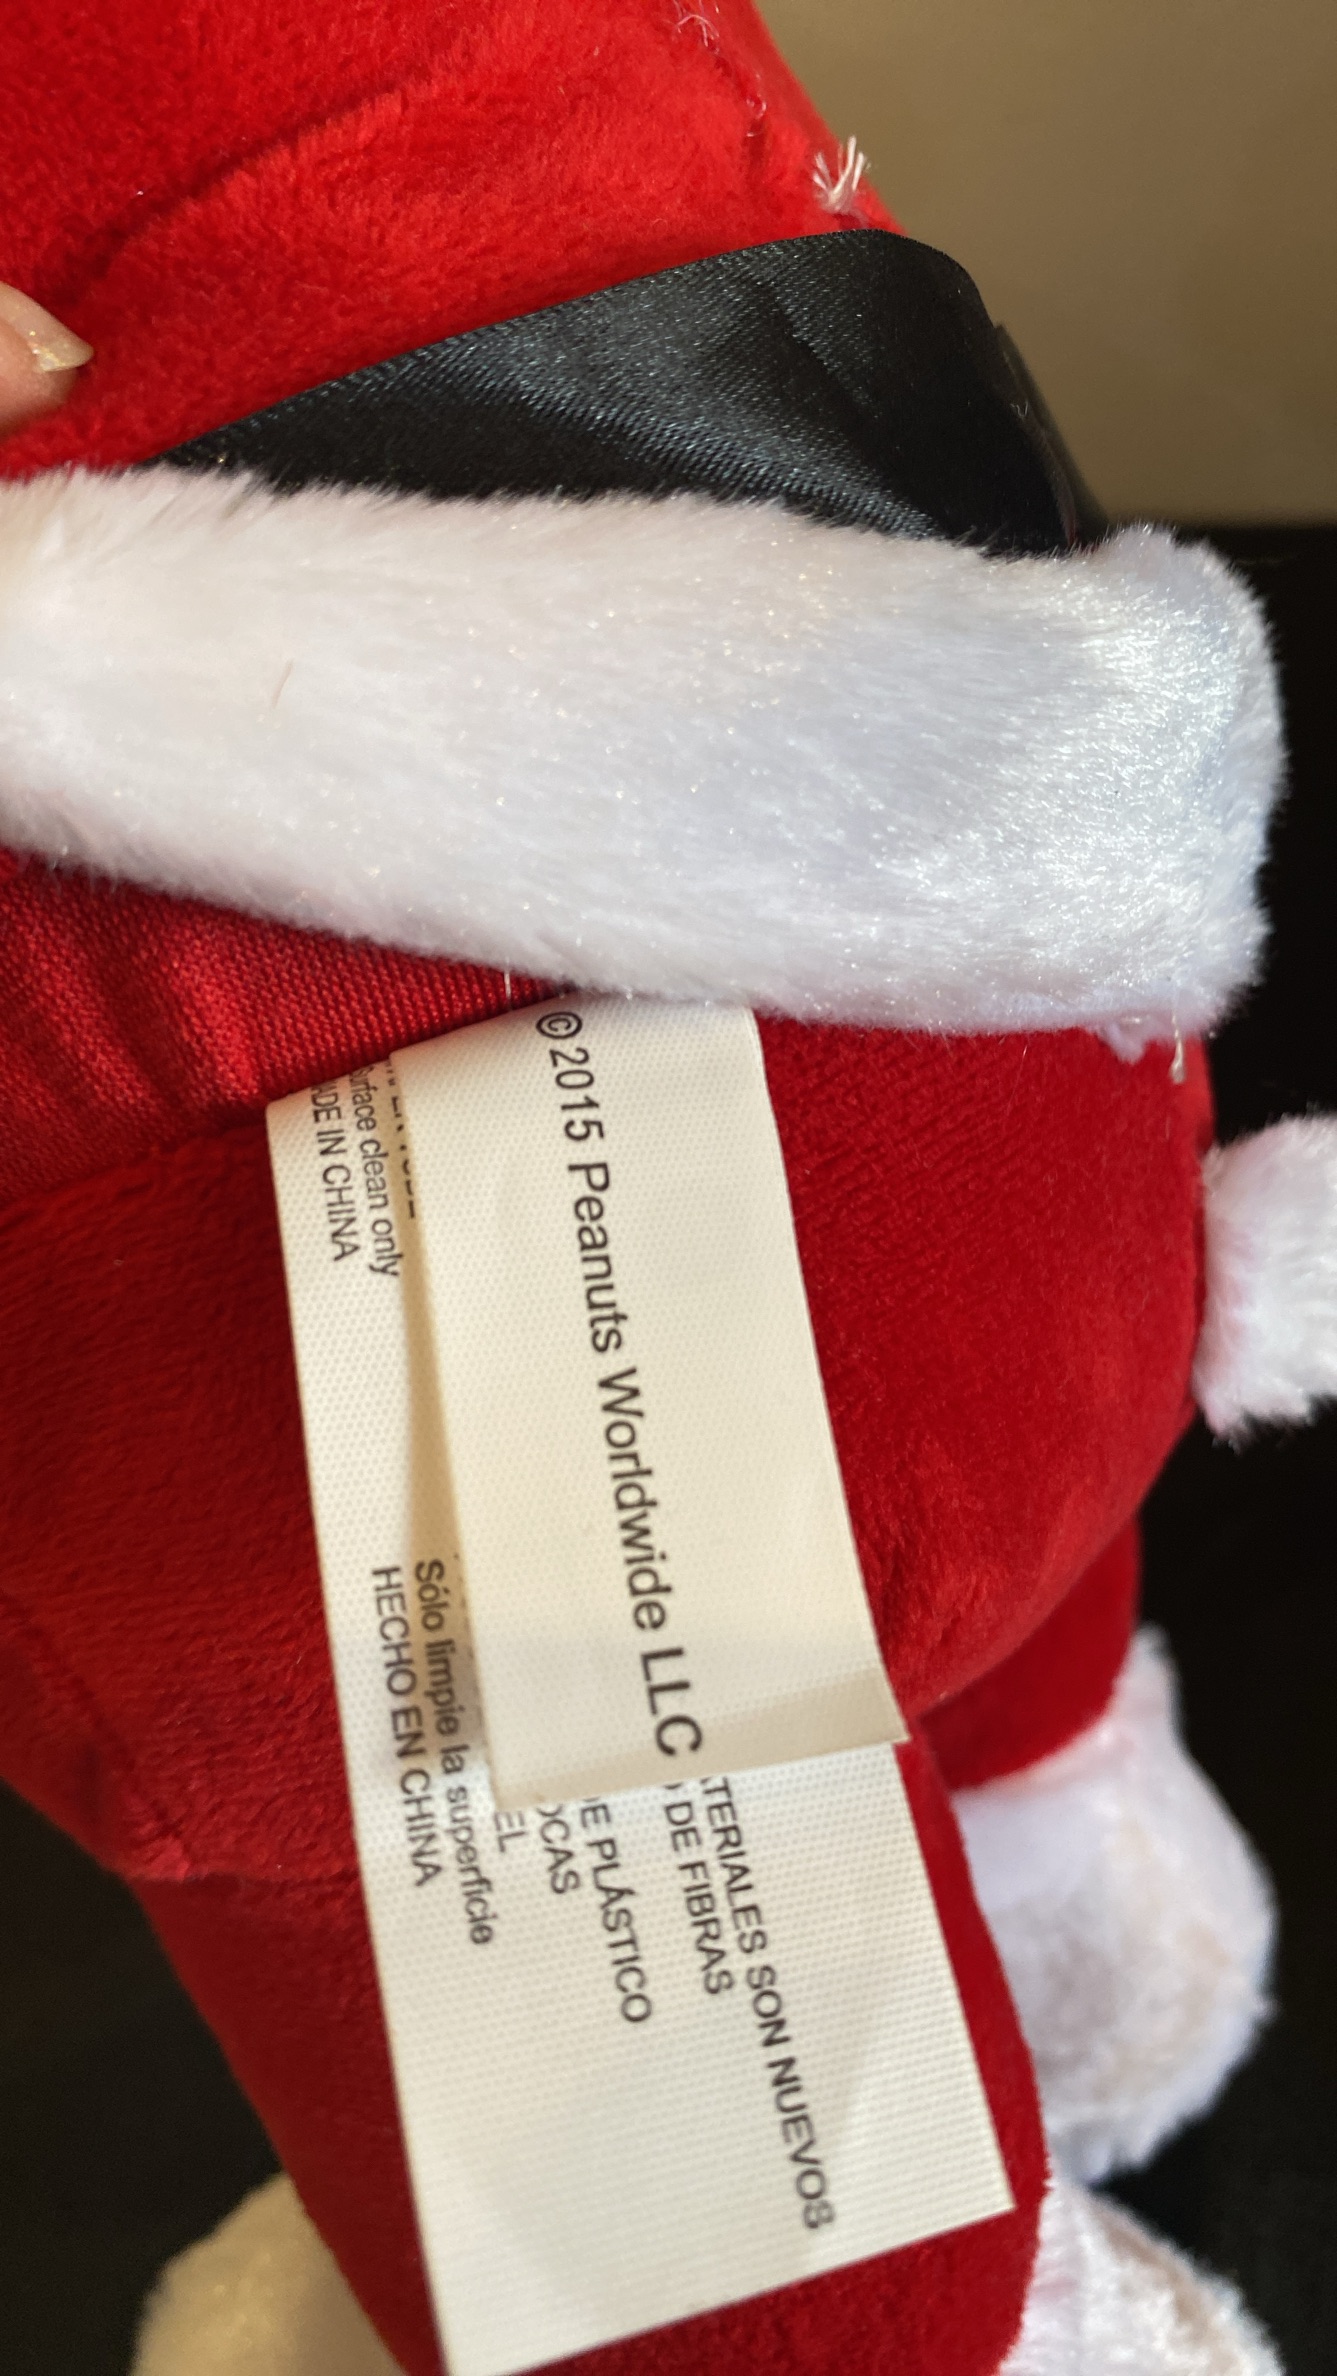 © 2015 Peanuts Worldwide LLC
Surface clean only
MADE IN CHINA
MATERIALES SON NUEVOS
DE FIBRAS
DE PLÁSTICO
EL
Sólo limpie la superficie
HECHO EN CHINA